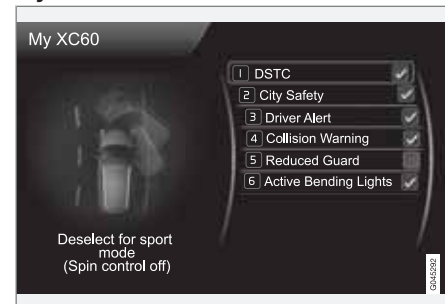 My XC60
1 DSTC
2 City Safety
3 Driver Alert
4 Collision Warning
5 Reduced Guard
6 Active Bending Lights
Deselect for sport
mode
(Spin control off)
G045292